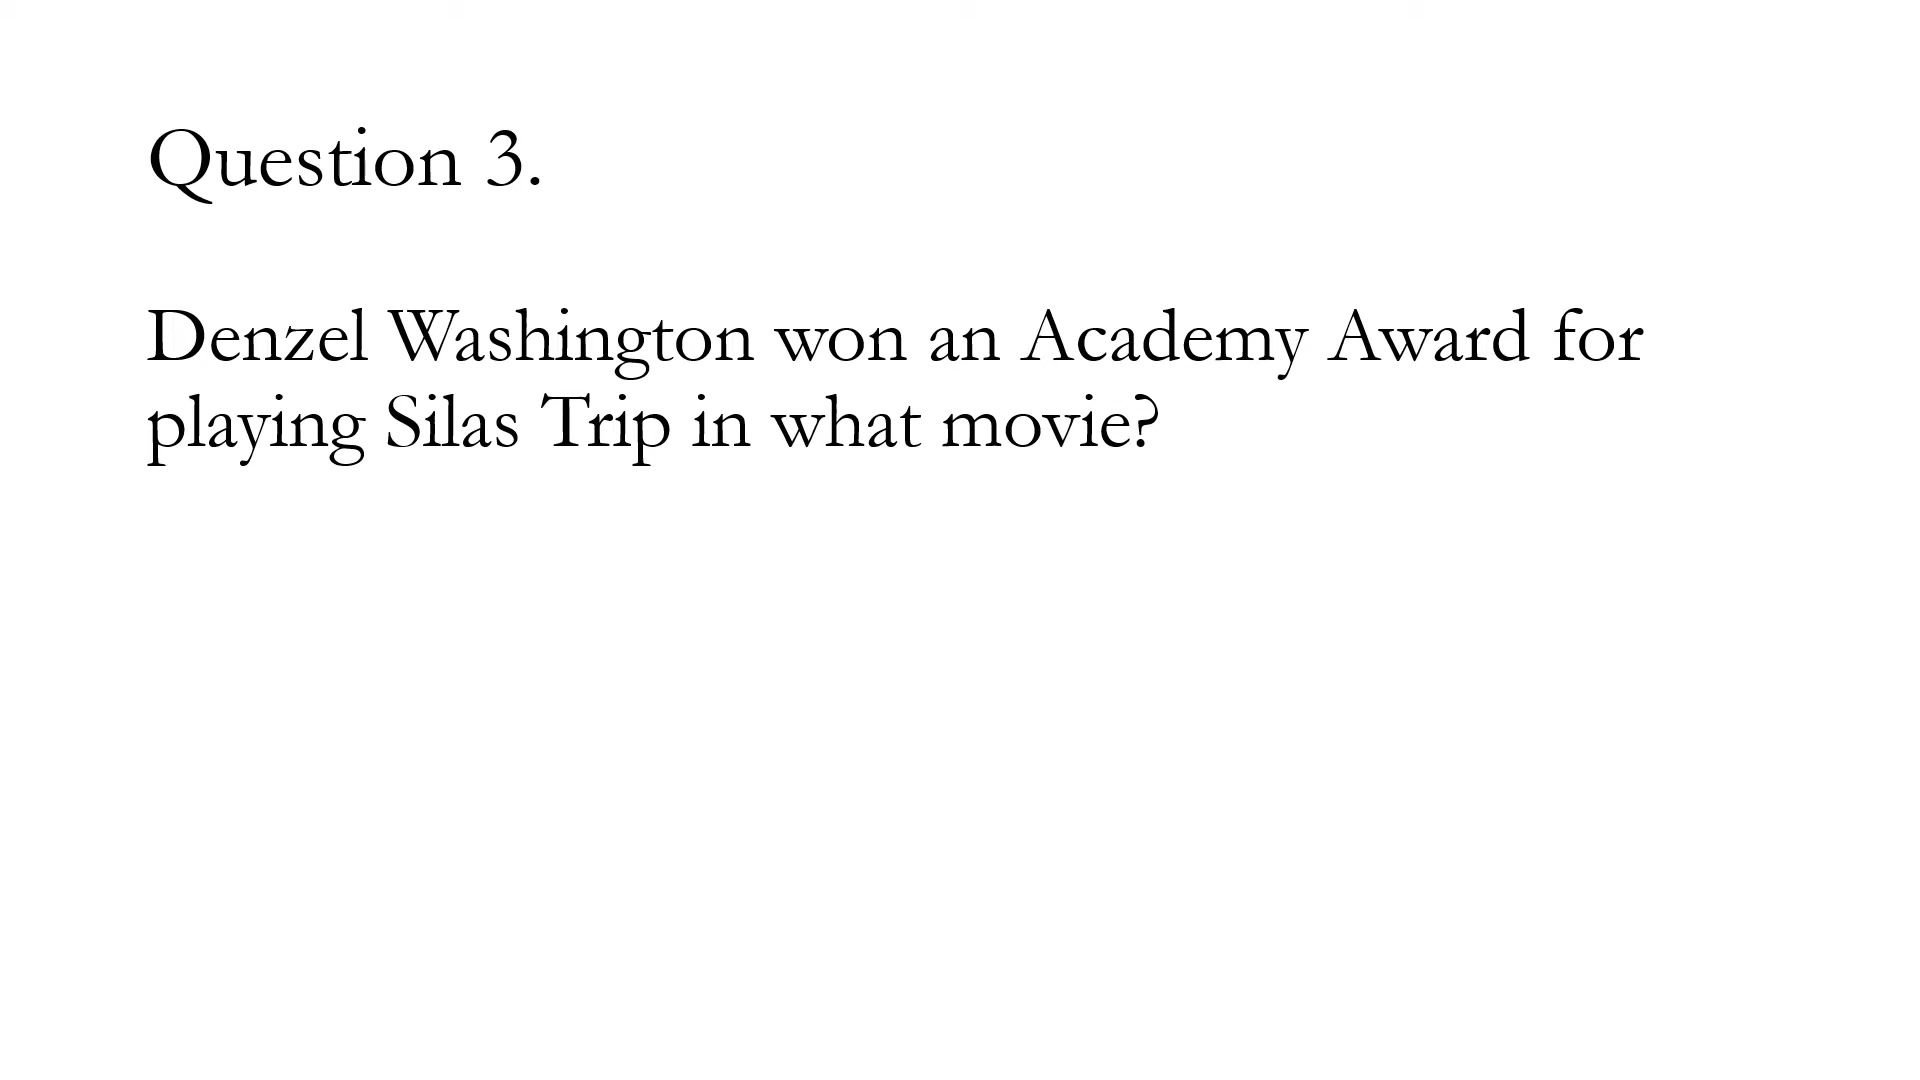 Question 3.
Denzel Washington won an Academy Award for
playing Silas Trip in what movie?